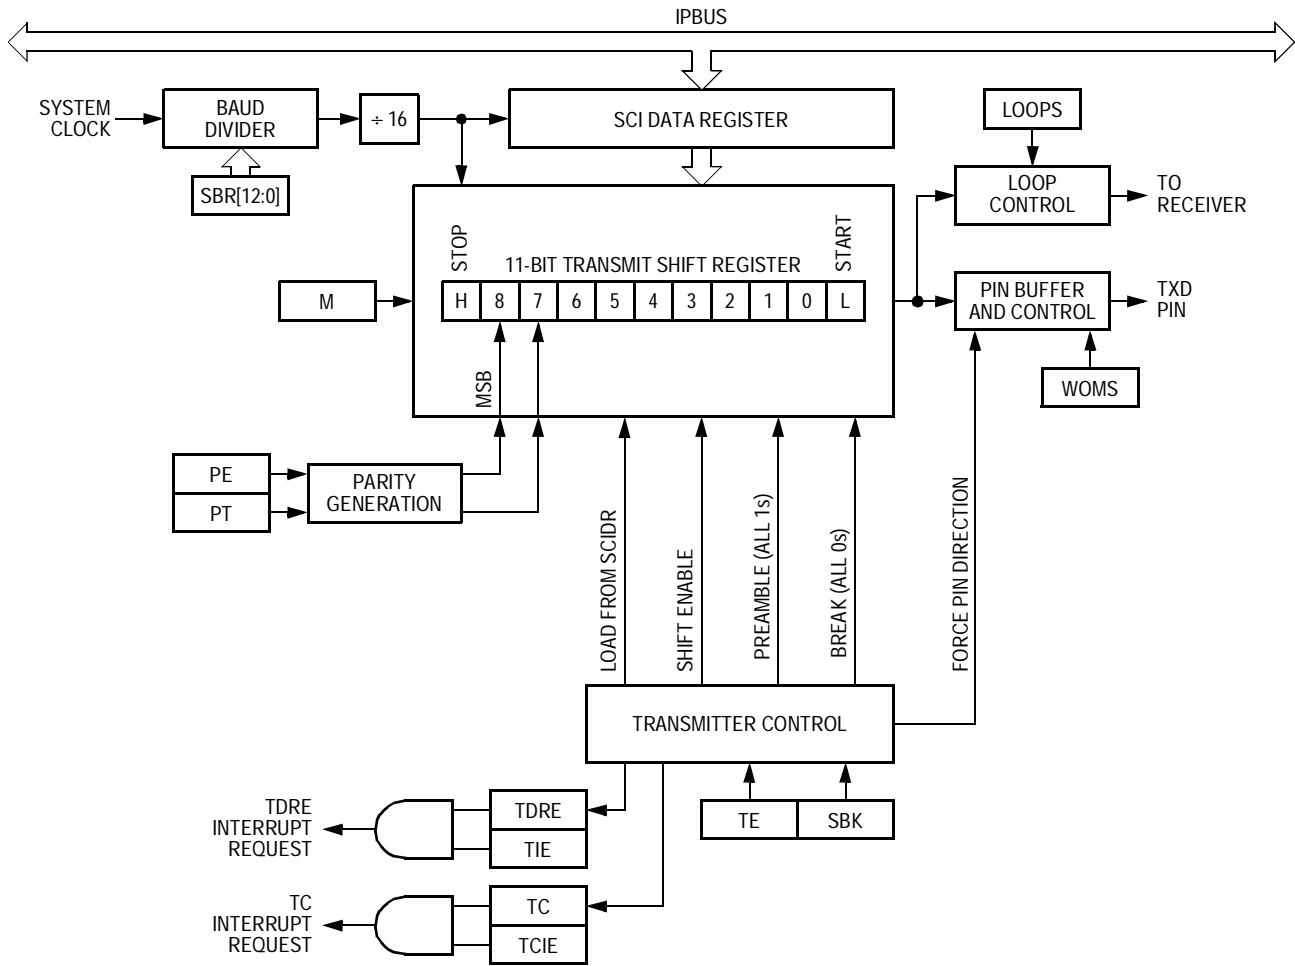 IPBUS
SYSTEM
CLOCK
BAUD
DIVIDER
÷ 16
SCI DATA REGISTER
LOOPS
SBR[12:0]
LOOP
CONTROL
TO
RECEIVER
STOP
11-BIT TRANSMIT SHIFT REGISTER
START
M
H 8 7 6 5 4 3 2 1 0 L
PIN BUFFER
AND CONTROL
TXD
PIN
MSB
WOMS
PE
PT
PARITY
GENERATION
LOAD FROM SCIDR
SHIFT ENABLE
PREAMBLE (ALL 1s)
BREAK (ALL 0s)
FORCE PIN DIRECTION
TRANSMITTER CONTROL
TDRE
INTERRUPT
REQUEST
TDRE
TIE
TE
SBK
TC
INTERRUPT
REQUEST
TC
TCIE